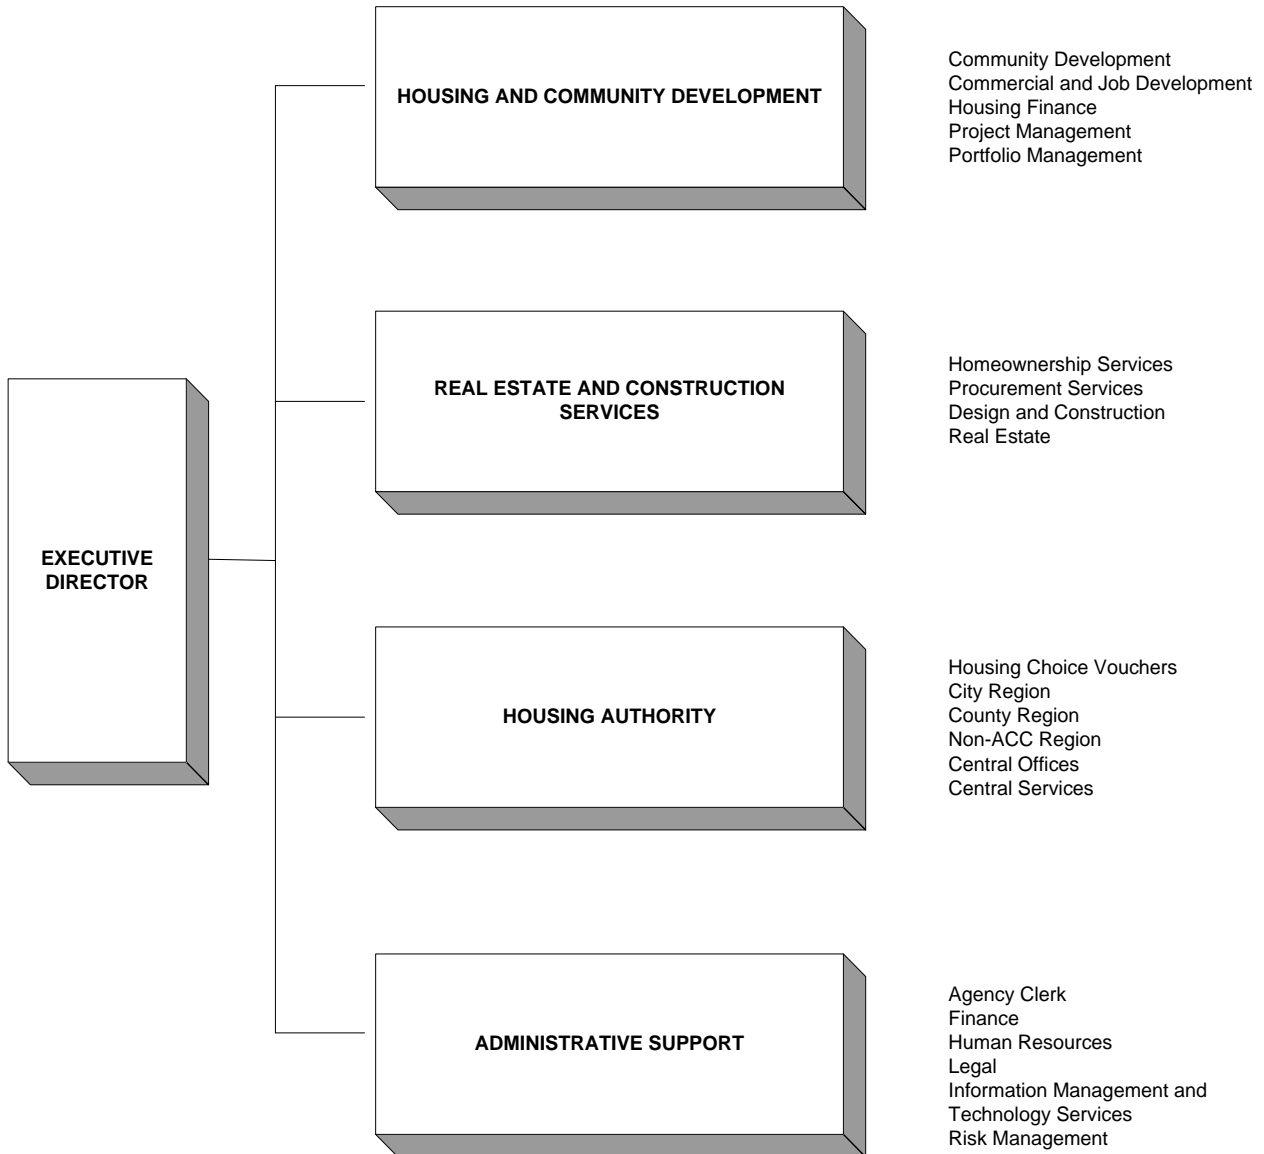 HOUSING AND COMMUNITY DEVELOPMENT
Community Development
Commercial and Job Development
Housing Finance
Project Management
Portfolio Management
REAL ESTATE AND CONSTRUCTION
SERVICES
Homeownership Services
Procurement Services
Design and Construction
Real Estate
EXECUTIVE
DIRECTOR
HOUSING AUTHORITY
Housing Choice Vouchers
City Region
County Region
Non-ACC Region
Central Offices
Central Services
ADMINISTRATIVE SUPPORT
Agency Clerk
Finance
Human Resources
Legal
Information Management and
Technology Services
Risk Management